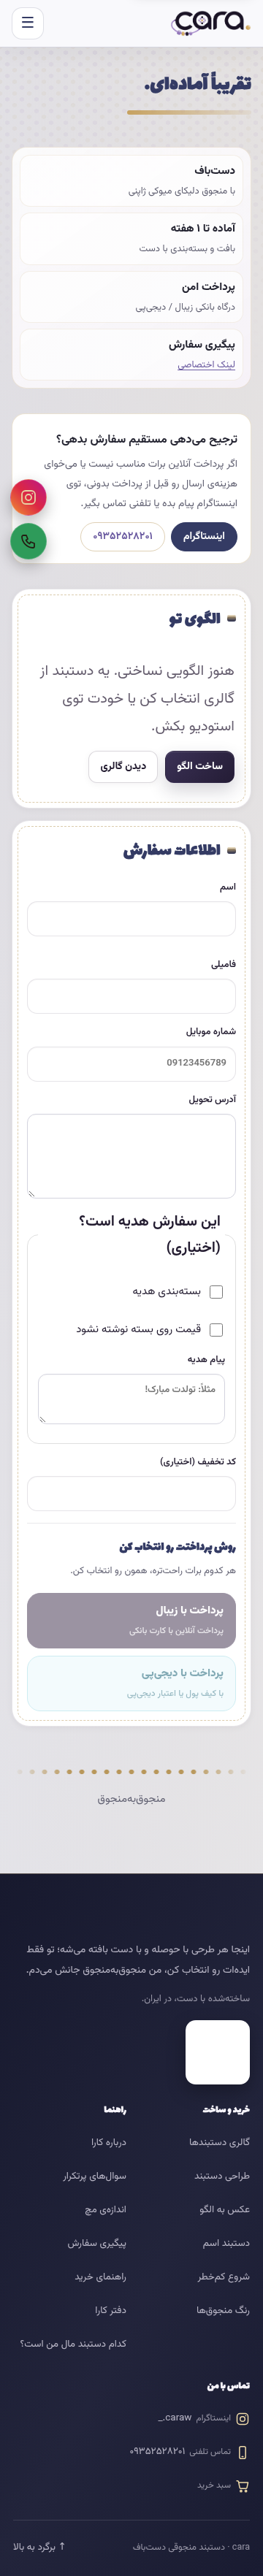 cara.
☰
تقریباً آماده‌ای.
دست‌باف
با منجوق دلیکای میوکی ژاپنی
آماده تا ۱ هفته
بافت و بسته‌بندی با دست
پرداخت امن
درگاه بانکی زیبال / دیجی‌پی
پیگیری سفارش
لینک اختصاصی
ترجیح می‌دهی مستقیم سفارش بدهی؟
اگر پرداخت آنلاین برات مناسب نیست یا می‌خوای
هزینه‌ی ارسال رو قبل از پرداخت بدونی، توی
اینستاگرام پیام بده یا تلفنی تماس بگیر.
اینستاگرام
۰۹۳۵۲۵۲۸۲۰۱
الگوی تو
هنوز الگویی نساختی. یه دستبند از
گالری انتخاب کن یا خودت توی
استودیو بکش.
ساخت الگو
دیدن گالری
اطلاعات سفارش
اسم
فامیلی
شماره موبایل
09123456789
آدرس تحویل
این سفارش هدیه است؟
(اختیاری)
بسته‌بندی هدیه
قیمت روی بسته نوشته نشود
پیام هدیه
مثلاً: تولدت مبارک!
کد تخفیف (اختیاری)
روش پرداختت رو انتخاب کن
هر کدوم برات راحت‌تره، همون رو انتخاب کن.
پرداخت با زیبال
پرداخت آنلاین با کارت بانکی
پرداخت با دیجی‌پی
با کیف پول یا اعتبار دیجی‌پی
منجوق‌به‌منجوق
اینجا هر طرحی با حوصله و با دست بافته می‌شه؛ تو فقط
ایده‌ات رو انتخاب کن، من منجوق‌به‌منجوق جانش می‌دم.
ساخته‌شده با دست، در ایران.
خرید و ساخت
گالری دستبندها
طراحی دستبند
عکس به الگو
دستبند اسم
شروع کم‌خطر
رنگ منجوق‌ها
راهنما
درباره کارا
سوال‌های پرتکرار
اندازه‌ی مچ
پیگیری سفارش
راهنمای خرید
دفتر کارا
کدام دستبند مال من است؟
تماس با من
اینستاگرام caraw._
تماس تلفنی ۰۹۳۵۲۵۲۸۲۰۱
سبد خرید
cara · دستبند منجوقی دست‌باف
↑ برگرد به بالا